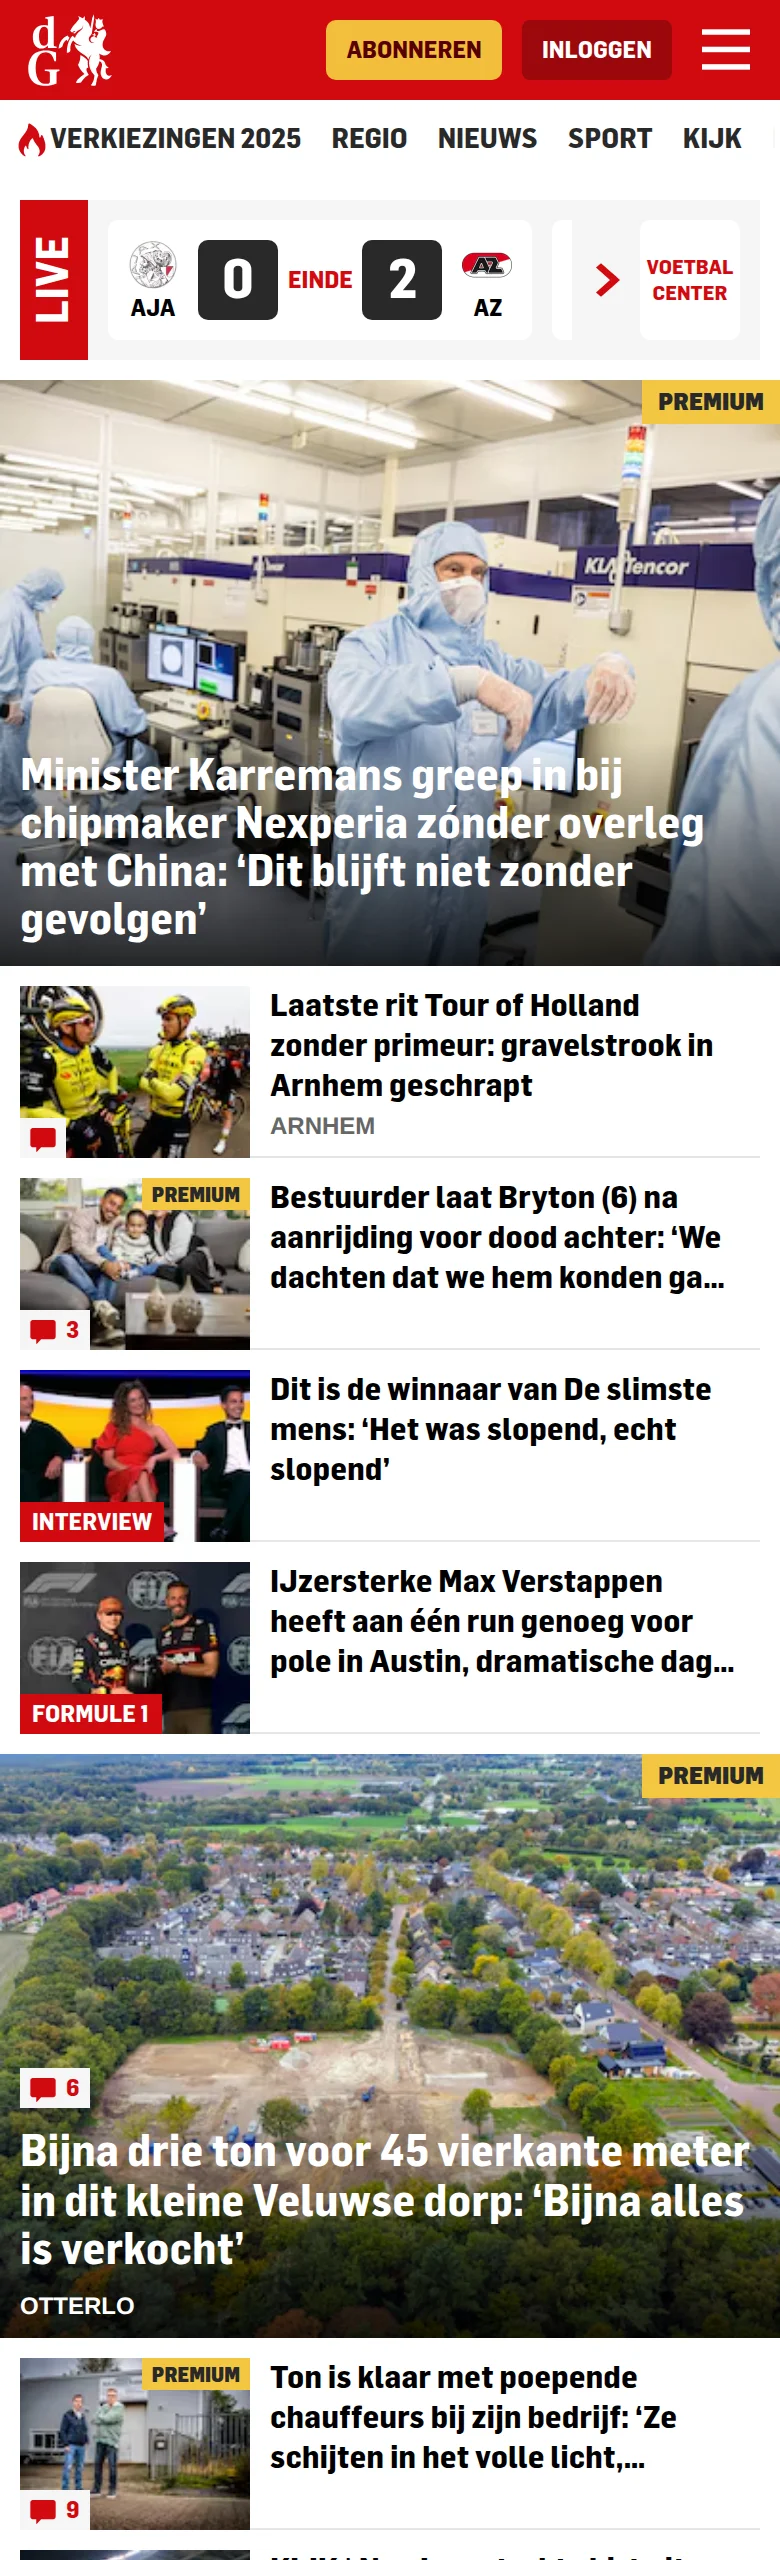 dG
ABONNEREN
INLOGGEN
VERKIEZINGEN 2025
REGIO
NIEUWS
SPORT
KIJK
LIVE
AJA
0
EINDE
2
AZ
AZ
VOETBAL
CENTER
PREMIUM
KLA Tencor
Minister Karremans greep in bij
chipmaker Nexperia zónder overleg
met China: ‘Dit blijft niet zonder
gevolgen’
Laatste rit Tour of Holland
zonder primeur: gravelstrook in
Arnhem geschrapt
ARNHEM
PREMIUM
3
Bestuurder laat Bryton (6) na
aanrijding voor dood achter: ‘We
dachten dat we hem konden ga...
INTERVIEW
Dit is de winnaar van De slimste
mens: ‘Het was slopend, echt
slopend’
FIA
FIA
FORMULE 1
IJzersterke Max Verstappen
heeft aan één run genoeg voor
pole in Austin, dramatische dag...
PREMIUM
6
Bijna drie ton voor 45 vierkante meter
in dit kleine Veluwse dorp: ‘Bijna alles
is verkocht’
OTTERLO
PREMIUM
9
Ton is klaar met poepende
chauffeurs bij zijn bedrijf: ‘Ze
schijten in het volle licht,...